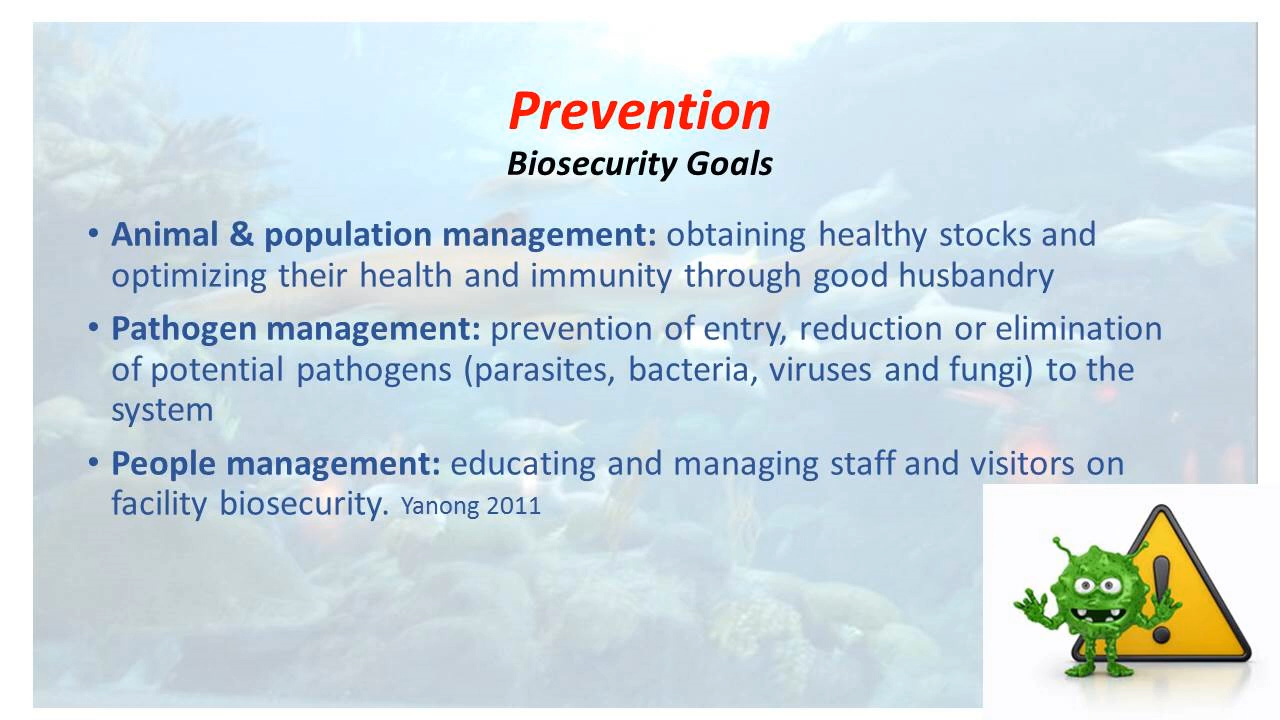 Prevention
Biosecurity Goals
• Animal & population management: obtaining healthy stocks and
optimizing their health and immunity through good husbandry
• Pathogen management: prevention of entry, reduction or elimination
of potential pathogens (parasites, bacteria, viruses and fungi) to the
system
• People management: educating and managing staff and visitors on
facility biosecurity. Yanong 2011